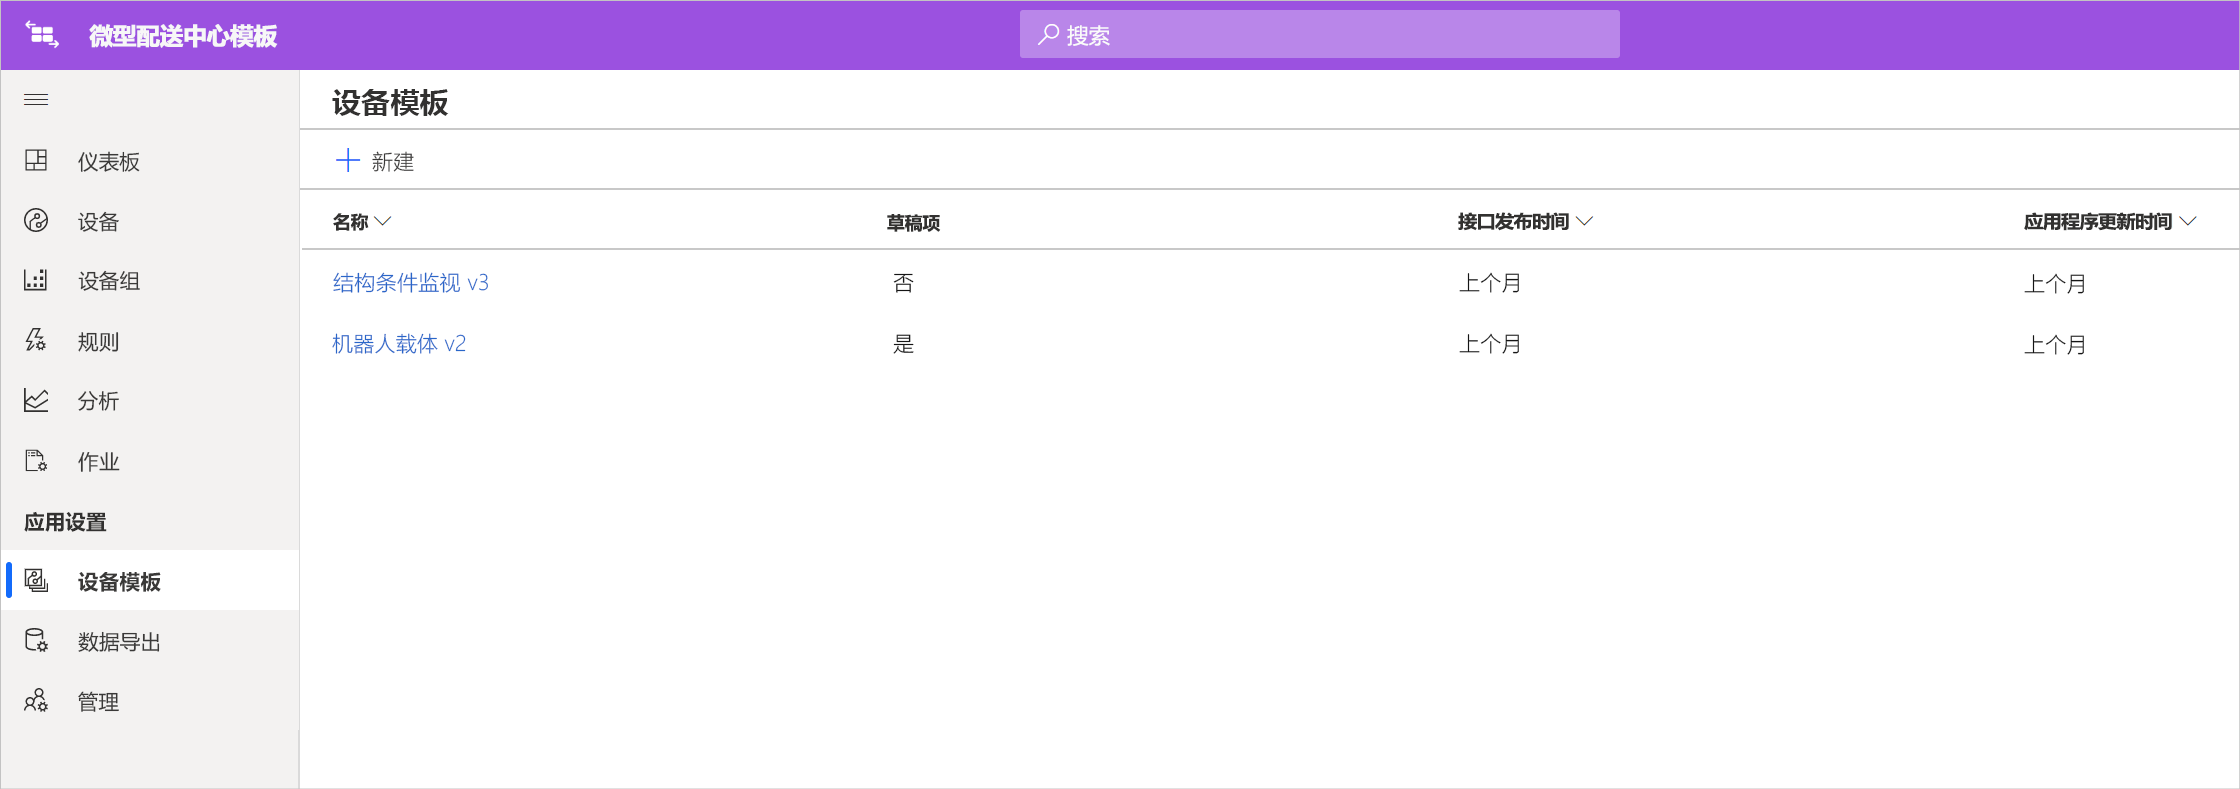 微型配送中心模板
搜索
仪表板
设备
设备组
规则
分析
作业
应用设置
设备模板
数据导出
管理
设备模板
新建
名称 草稿项 接口发布时间 应用程序更新时间
结构条件监视 v3 否 上个月 上个月
机器人载体 v2 是 上个月 上个月